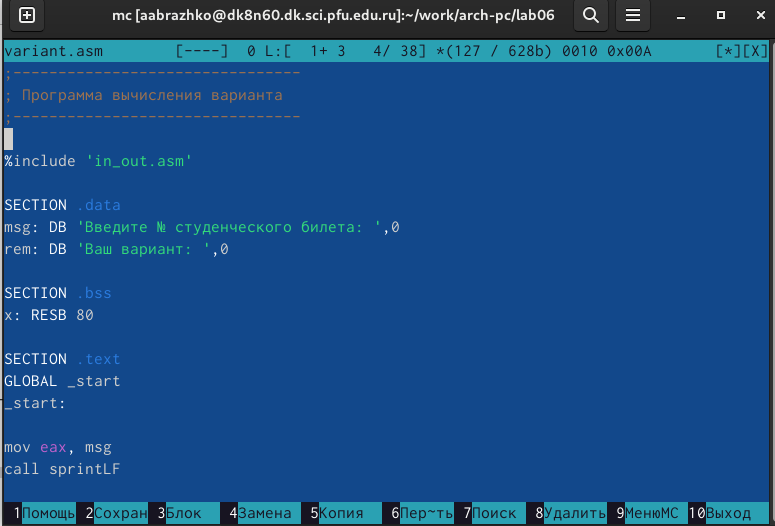 mc [aabrazhko@dk8n60.dk.sci.pfu.edu.ru]:~/work/arch-pc/lab06
variant.asm [----] 0 L:[ 1+ 3 4/ 38] *(127 / 628b) 0010 0x00A [*][X]
;--------------------------------
; Программа вычисления варианта
;--------------------------------
%include 'in_out.asm'
SECTION .data
msg: DB 'Введите № студенческого билета: ',0
rem: DB 'Ваш вариант: ',0
SECTION .bss
x: RESB 80
SECTION .text
GLOBAL _start
_start:
mov eax, msg
call sprintLF
1Помощь 2Сохран 3Блок 4Замена 5Копия 6Пер~ть 7Поиск 8Удалить 9МенюMC 10Выход